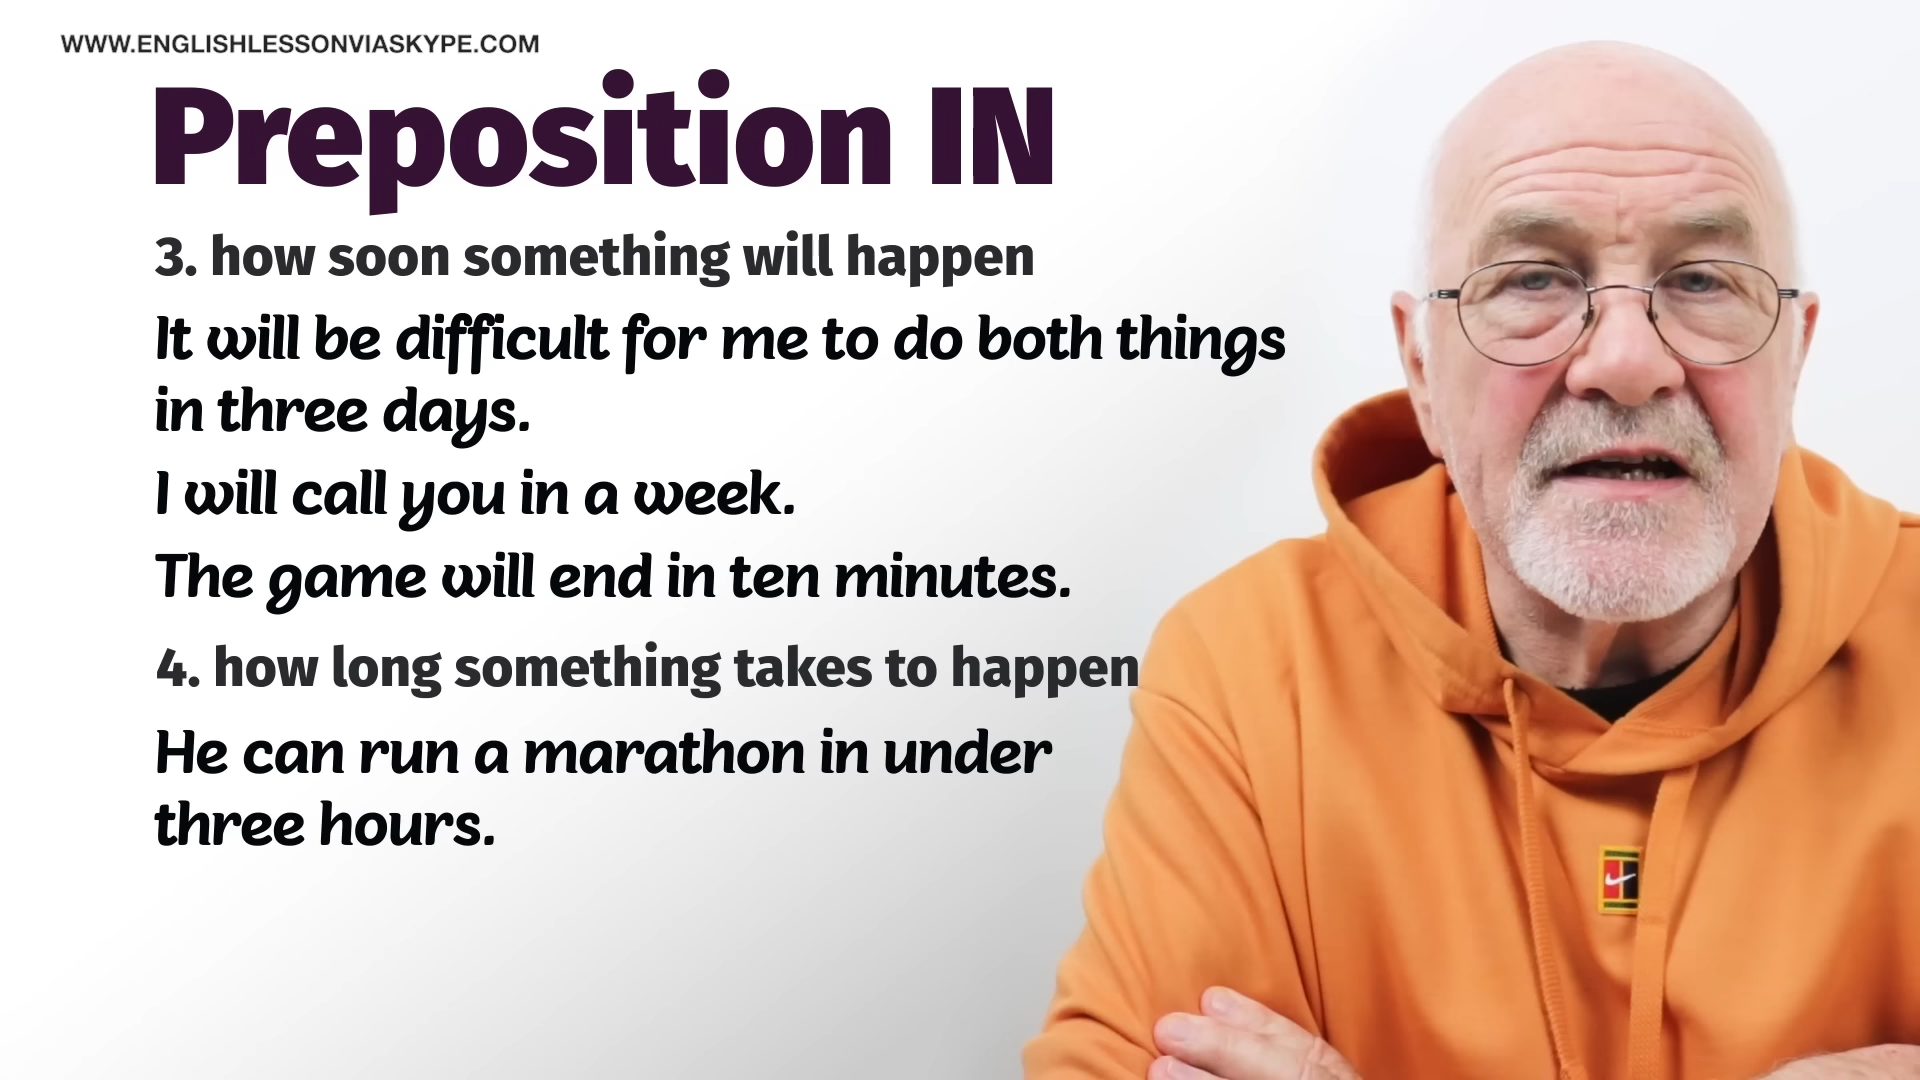 WWW.ENGLISHLESSONVIASKYPE.COM
Preposition IN
3. how soon something will happen
It will be difficult for me to do both things
in three days.
I will call you in a week.
The game will end in ten minutes.
4. how long something takes to happen
He can run a marathon in under
three hours.